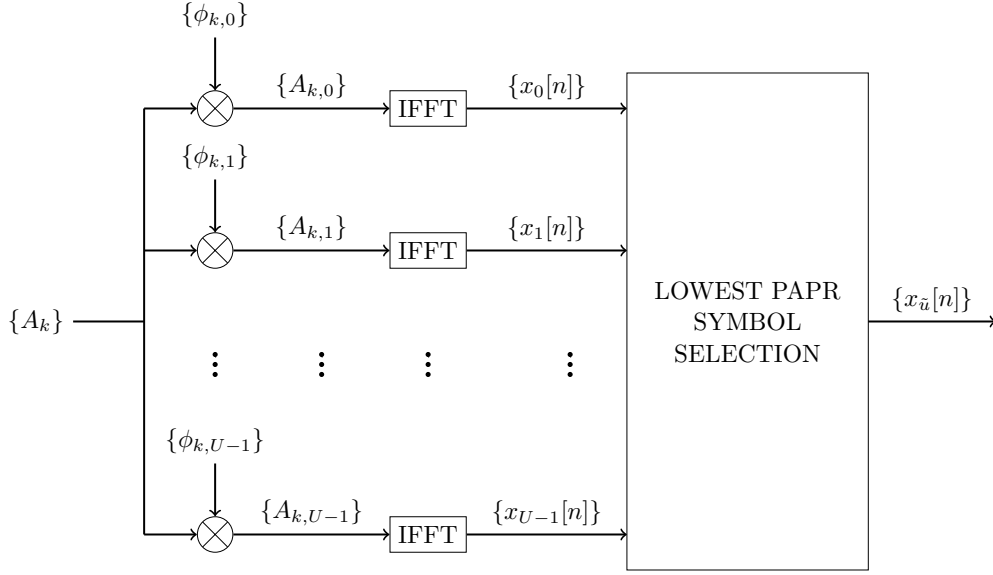 {ϕ_{k,0}}
{A_{k,0}}
IFFT
{x_0[n]}
{ϕ_{k,1}}
{A_{k,1}}
IFFT
{x_1[n]}
{A_k}
LOWEST PAPR
SYMBOL
SELECTION
{x_{ũ}[n]}
{ϕ_{k,U−1}}
{A_{k,U−1}}
IFFT
{x_{U−1}[n]}